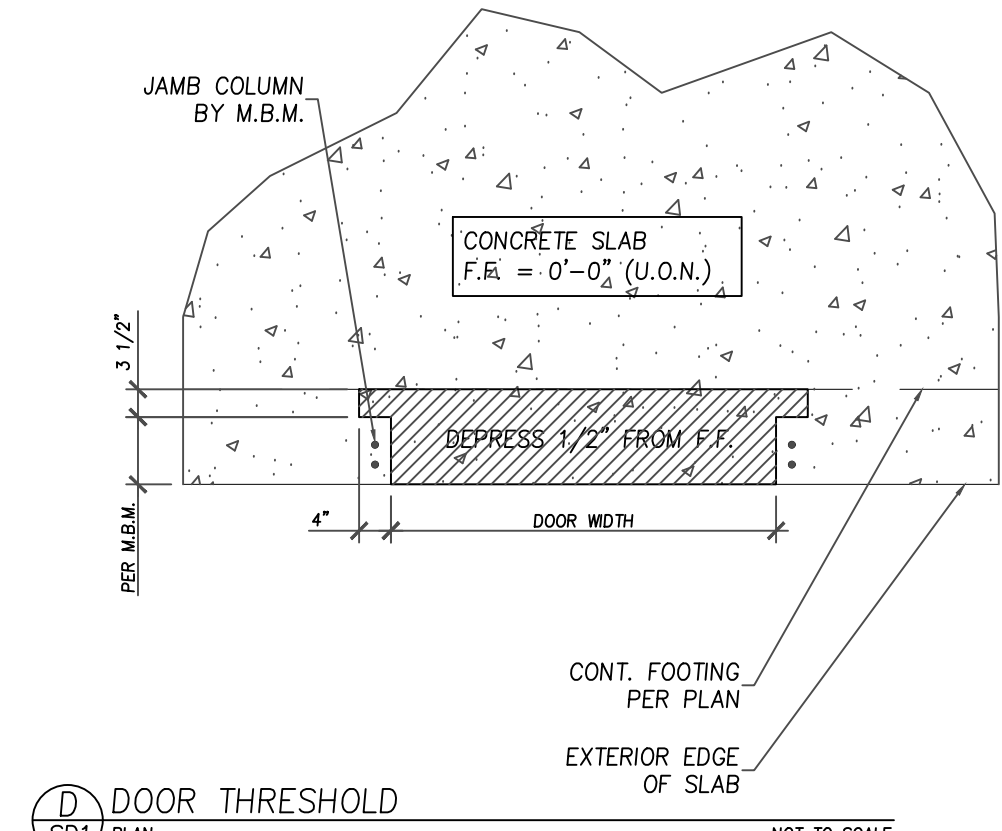 JAMB COLUMN
BY M.B.M.
CONCRETE SLAB
F.F. = 0'-0" (U.O.N.)
3 1/2"
DEPRESS 1/2" FROM F.F.
4"
DOOR WIDTH
PER M.B.M.
CONT. FOOTING
PER PLAN
EXTERIOR EDGE
OF SLAB
D
DOOR THRESHOLD
SD1
PLAN
NOT TO SCALE